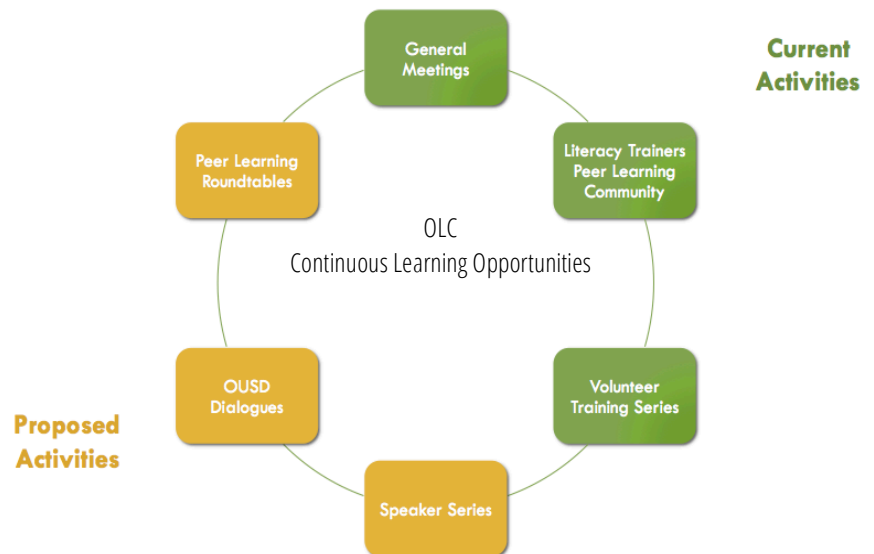 General
Meetings
Current
Activities
Literacy Trainers
Peer Learning
Community
Peer Learning
Roundtables
OLC
Continuous Learning Opportunities
OUSD
Dialogues
Volunteer
Training Series
Proposed
Activities
Speaker Series